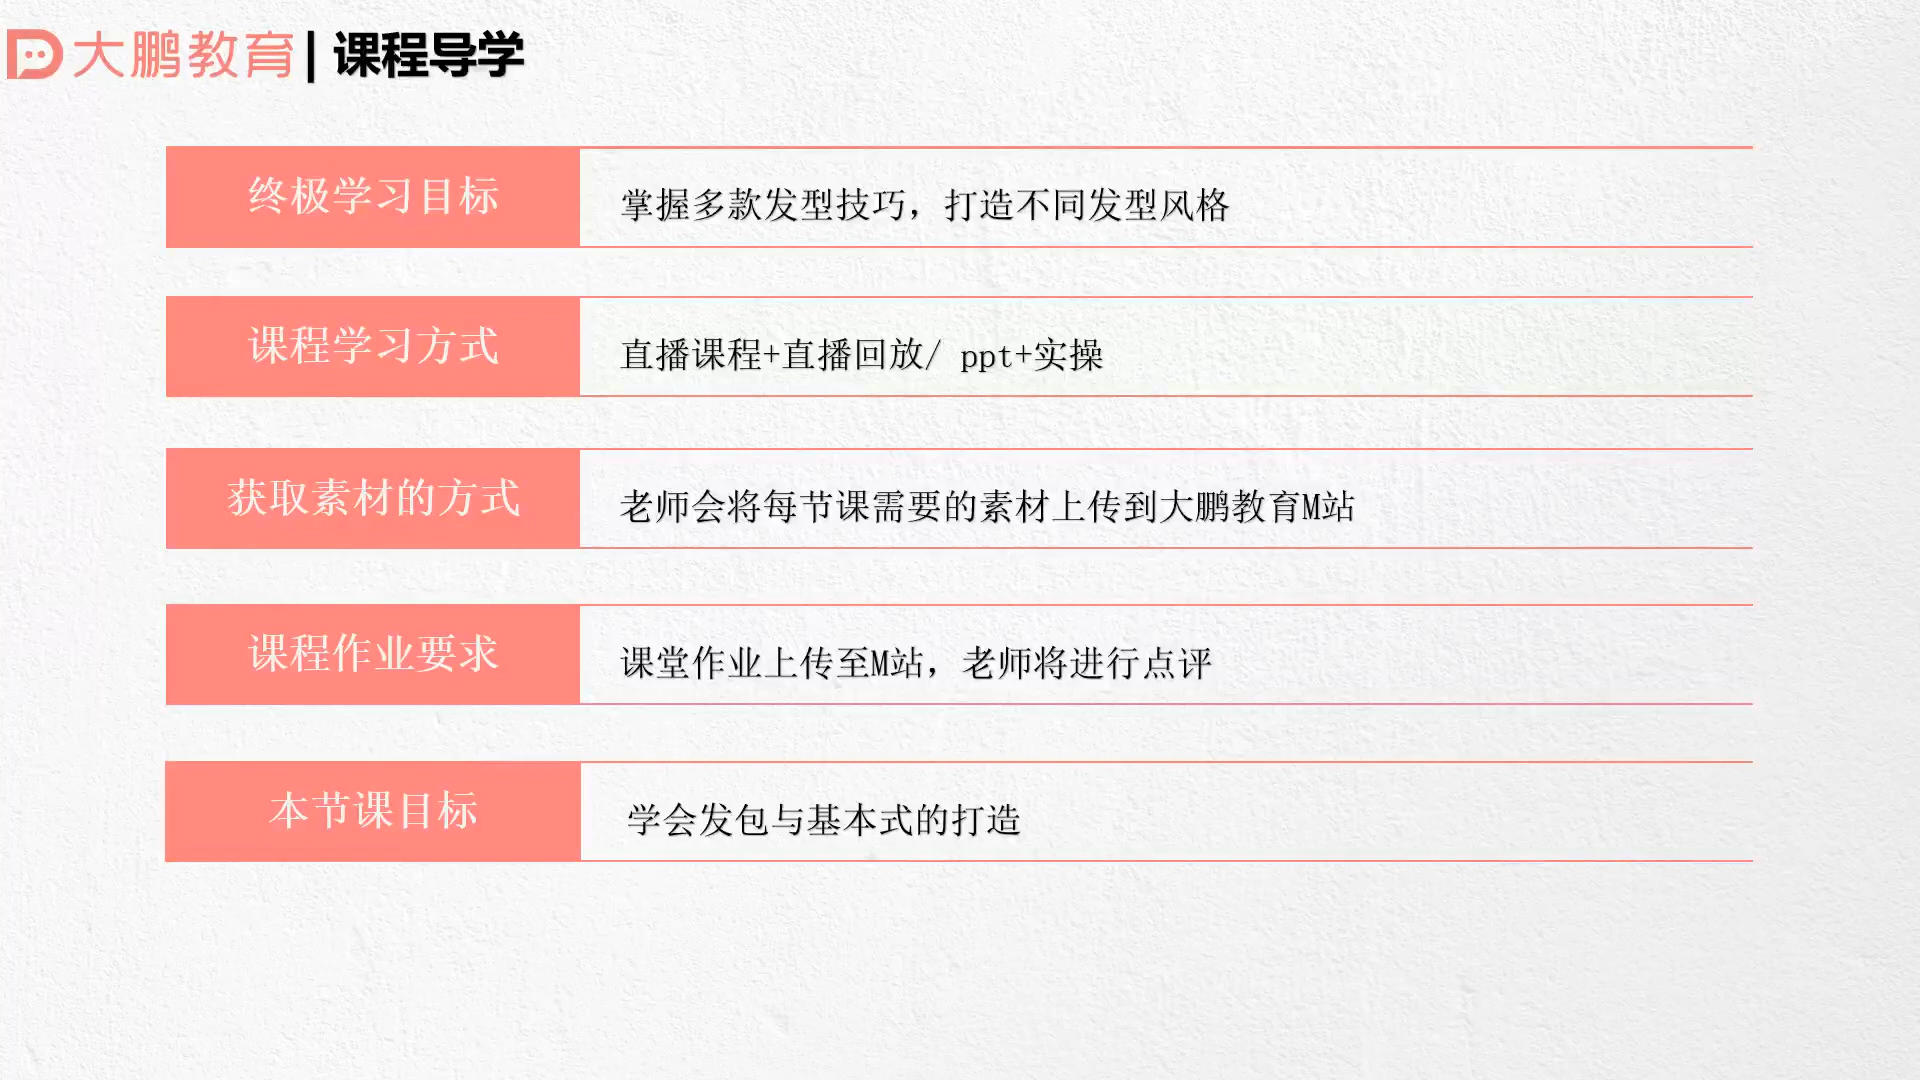 大鹏教育|课程导学
终极学习目标
掌握多款发型技巧，打造不同发型风格
课程学习方式
直播课程+直播回放/ ppt+实操
获取素材的方式
老师会将每节课需要的素材上传到大鹏教育M站
课程作业要求
课堂作业上传至M站，老师将进行点评
本节课目标
学会发包与基本式的打造